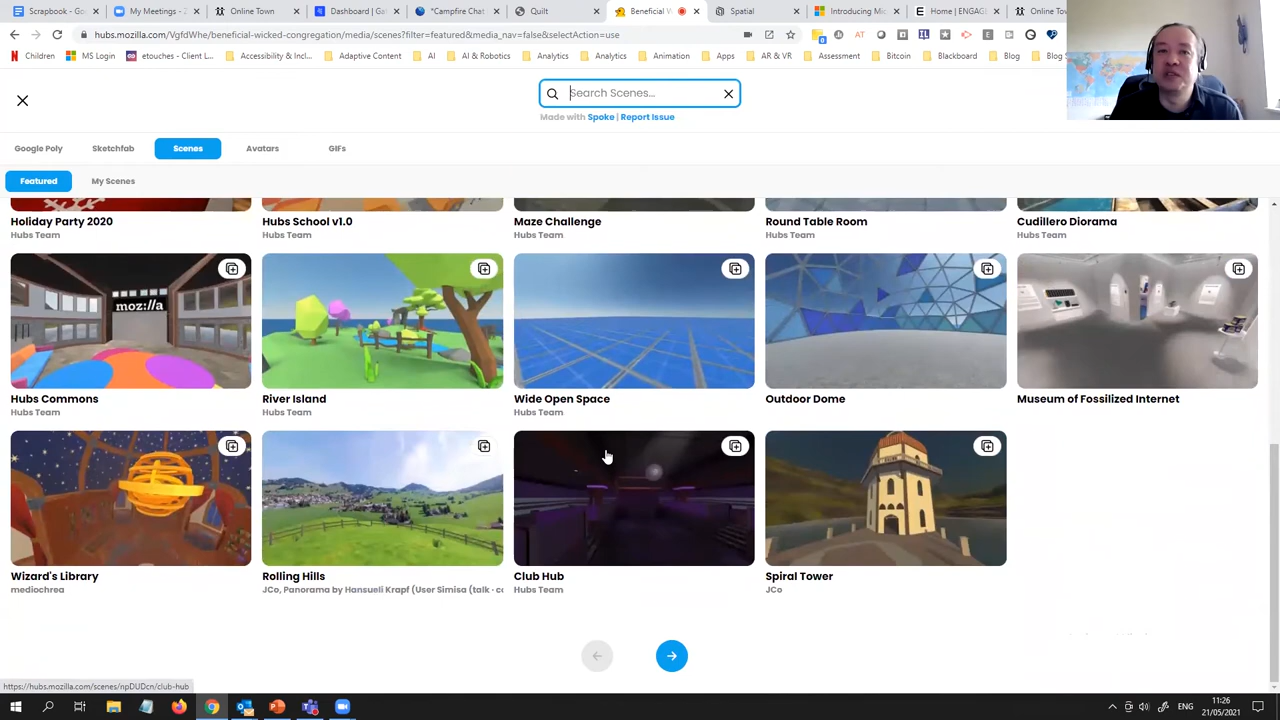 Scrapbook - Go
My Meetings - Z
Online Town
Dashboard | Ga
*Campfire Chat
Quilt
Beneficial W
Spatial
Introducing Mic
Home | ENGAGE
Online Tow
hubs.mozilla.com/VgfdWhe/beneficial-wicked-congregation/media/scenes?filter=featured&media_nav=false&selectAction=use
Children
MS Login
etouches - Client L...
Accessibility & Incl...
Adaptive Content
AI
AI & Robotics
Analytics
Analytics
Animation
Apps
AR & VR
Assessment
Bitcoin
Blackboard
Blog
Blog S
Search Scenes...
Made with Spoke | Report Issue
Google Poly
Sketchfab
Scenes
Avatars
GIFs
Featured
My Scenes
Holiday Party 2020
Hubs School v1.0
Maze Challenge
Round Table Room
Cudillero Diorama
Hubs Team
Hubs Team
Hubs Team
Hubs Team
Hubs Team
moz://a
Hubs Commons
River Island
Wide Open Space
Outdoor Dome
Museum of Fossilized Internet
Hubs Team
Hubs Team
Hubs Team
Wizard's Library
Rolling Hills
Club Hub
Spiral Tower
mediochrea
JCo, Panorama by Hansueli Krapf (User Simisa (talk · co
Hubs Team
JCo
https://hubs.mozilla.com/scenes/npDUDcn/club-hub
ENG
11:26
21/05/2021